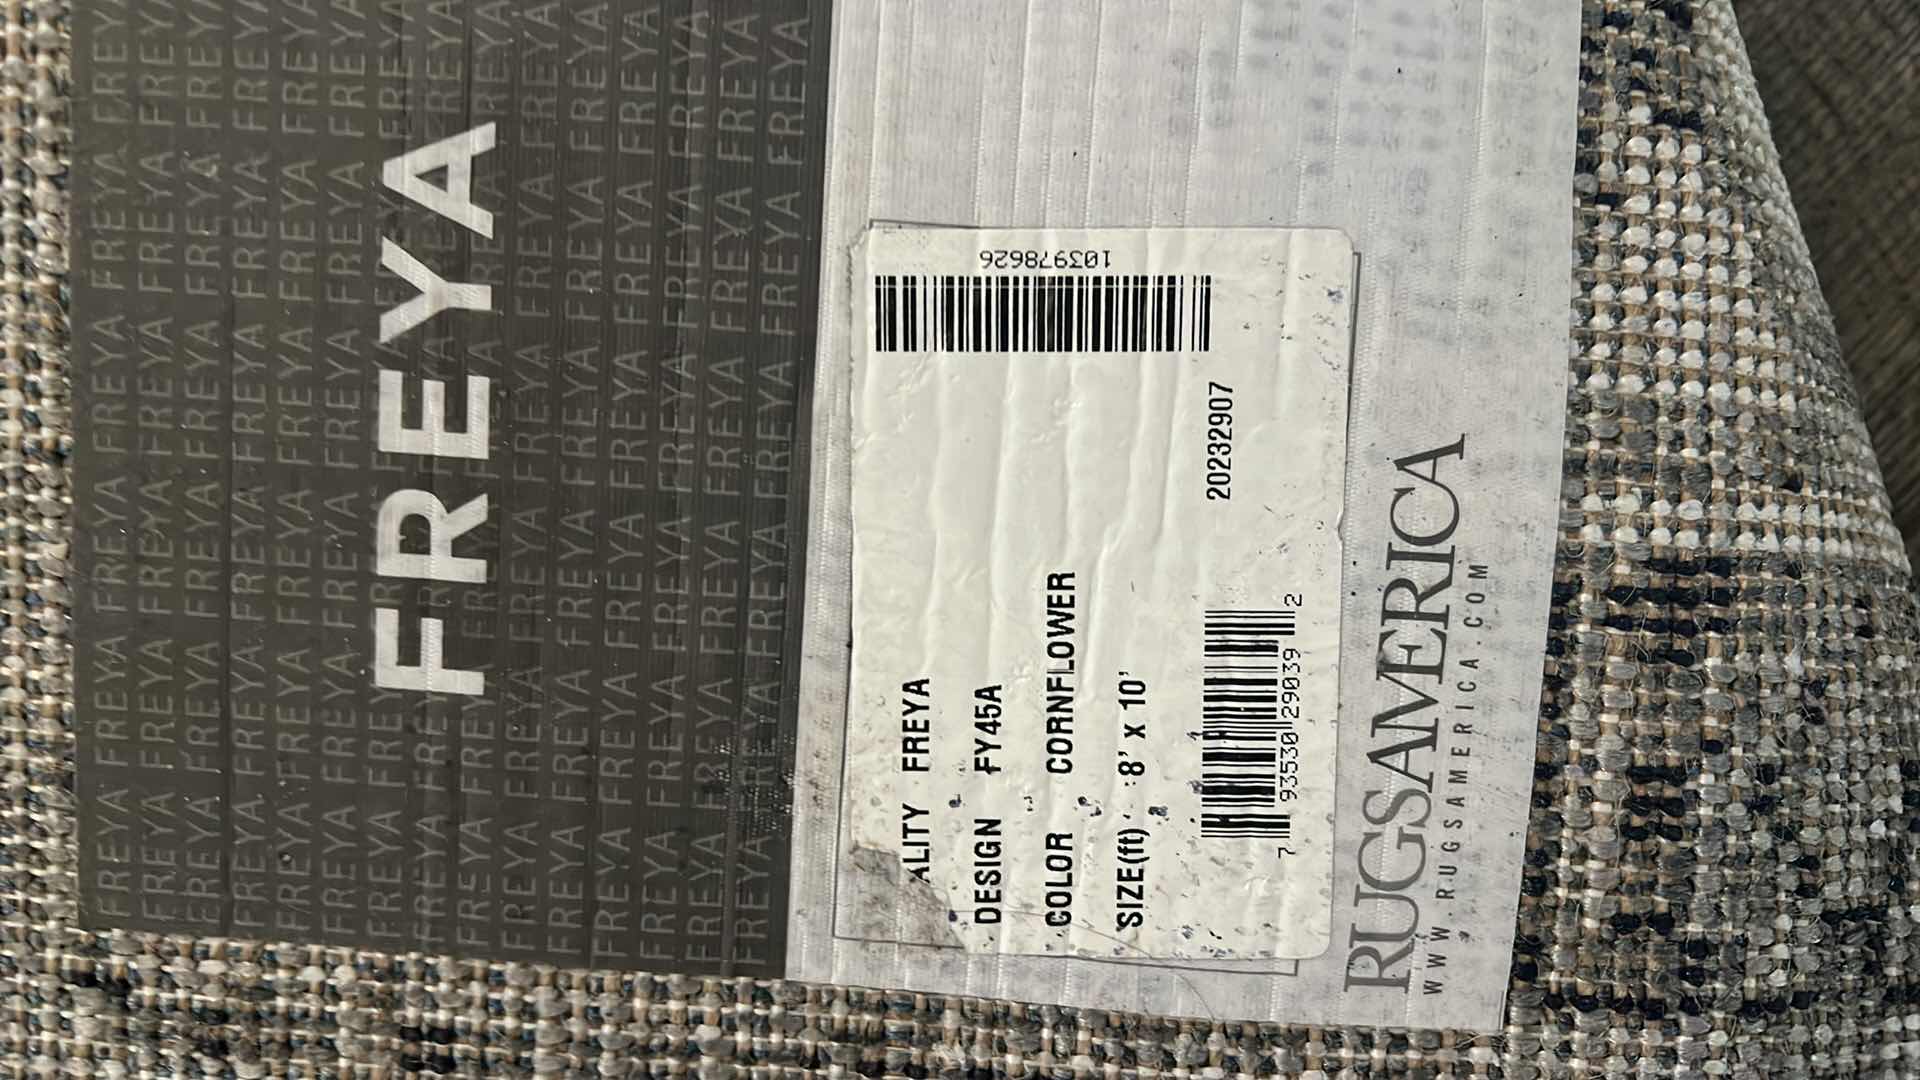 FREYA
103978626
ALITY FREYA
DESIGN FY45A
COLOR CORNFLOWER
SIZE(ft) :8' x 10'
20232907
7 93530 29039 2
RUGSAMERICA
WWW.RUGSAMERICA.COM